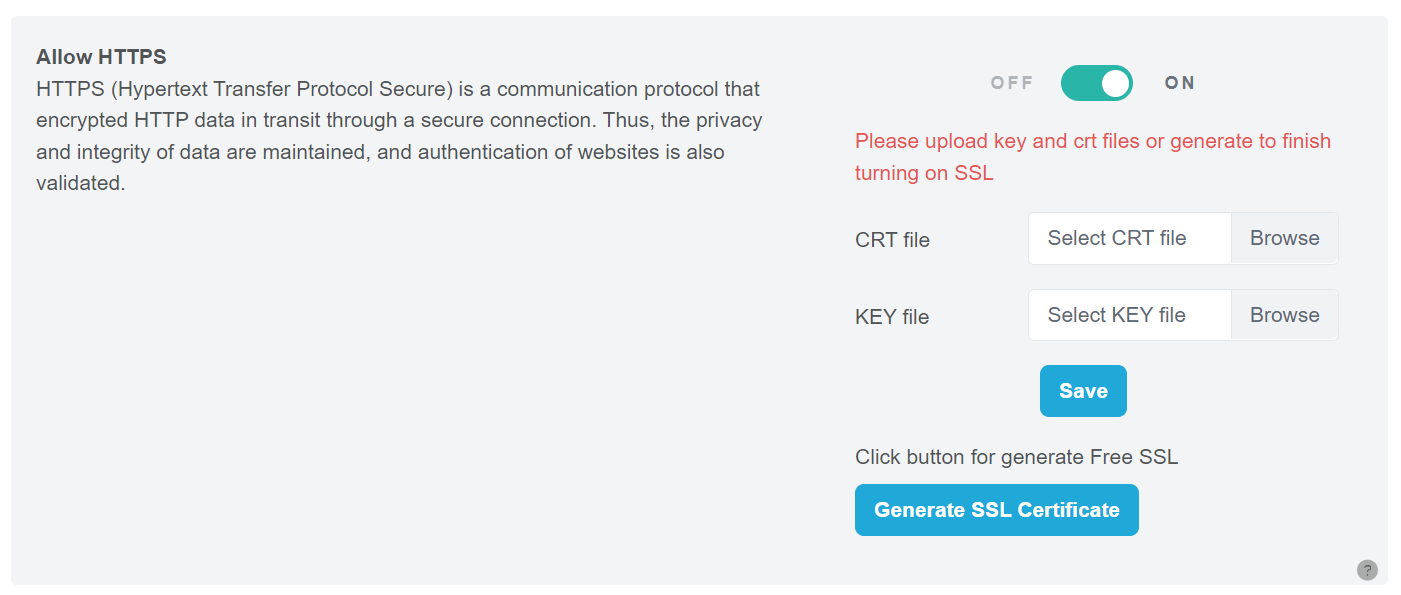 Allow HTTPS
HTTPS (Hypertext Transfer Protocol Secure) is a communication protocol that
encrypted HTTP data in transit through a secure connection. Thus, the privacy
and integrity of data are maintained, and authentication of websites is also
validated.
OFF ON
Please upload key and crt files or generate to finish
turning on SSL
CRT file Select CRT file Browse
KEY file Select KEY file Browse
Save
Click button for generate Free SSL
Generate SSL Certificate
?